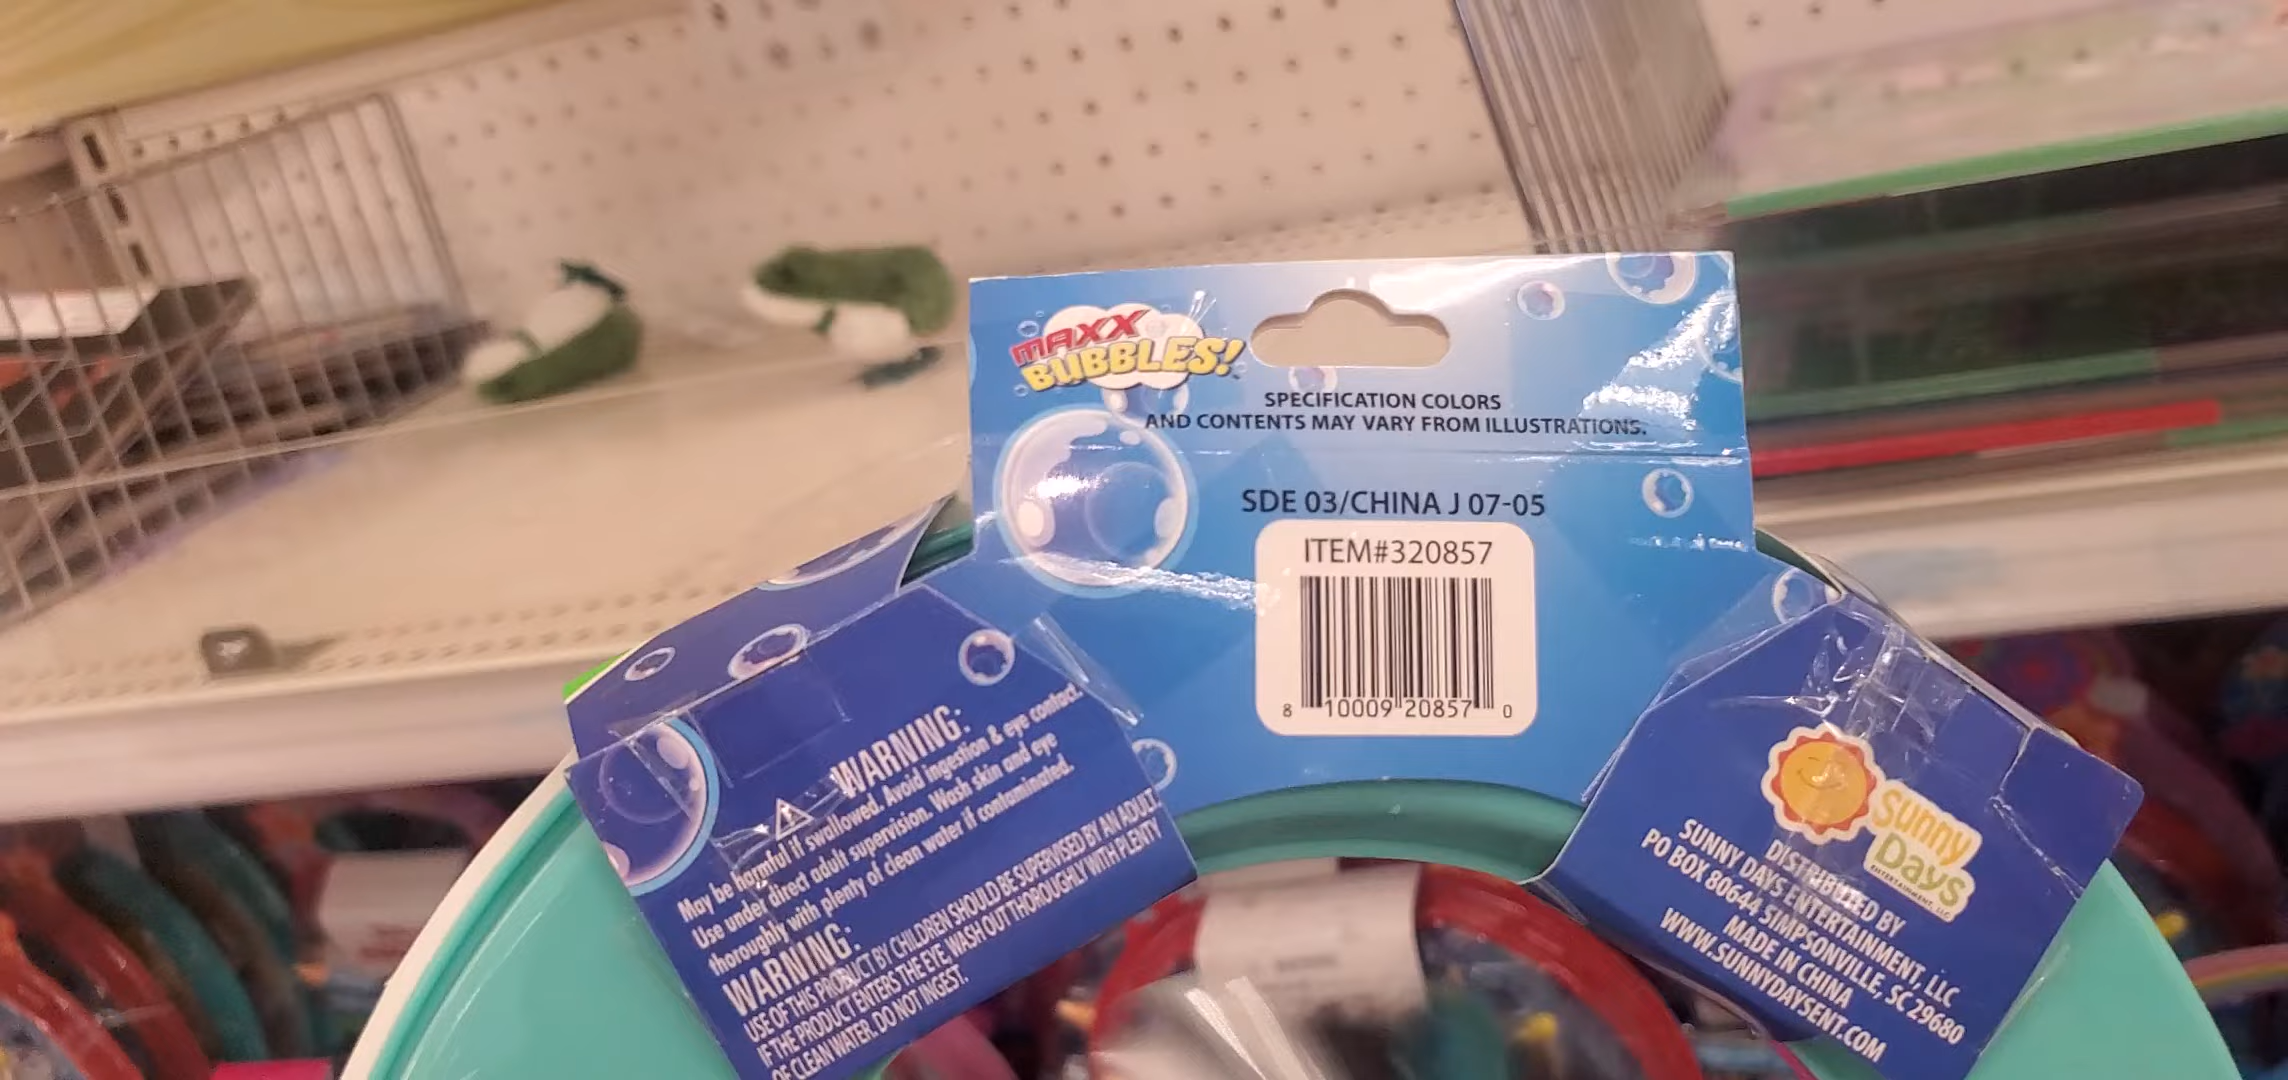 MAXX
BUBBLES!
SPECIFICATION COLORS
AND CONTENTS MAY VARY FROM ILLUSTRATIONS.
SDE 03/CHINA J 07-05
ITEM#320857
8 10009 20857 0
WARNING:
May be harmful if swallowed. Avoid ingestion & eye contact.
Use under direct adult supervision. Wash skin and eye
thoroughly with plenty of clean water if contaminated.
WARNING:
USE OF THIS PRODUCT BY CHILDREN SHOULD BE SUPERVISED BY AN ADULT
IF THE PRODUCT ENTERS THE EYE, WASH OUT THOROUGHLY WITH PLENTY
OF CLEAN WATER. DO NOT INGEST.
Sunny
Days
ENTERTAINMENT, LLC
DISTRIBUTED BY
SUNNY DAYS ENTERTAINMENT, LLC
PO BOX 80644 SIMPSONVILLE, SC 29680
MADE IN CHINA
WWW.SUNNYDAYSENT.COM